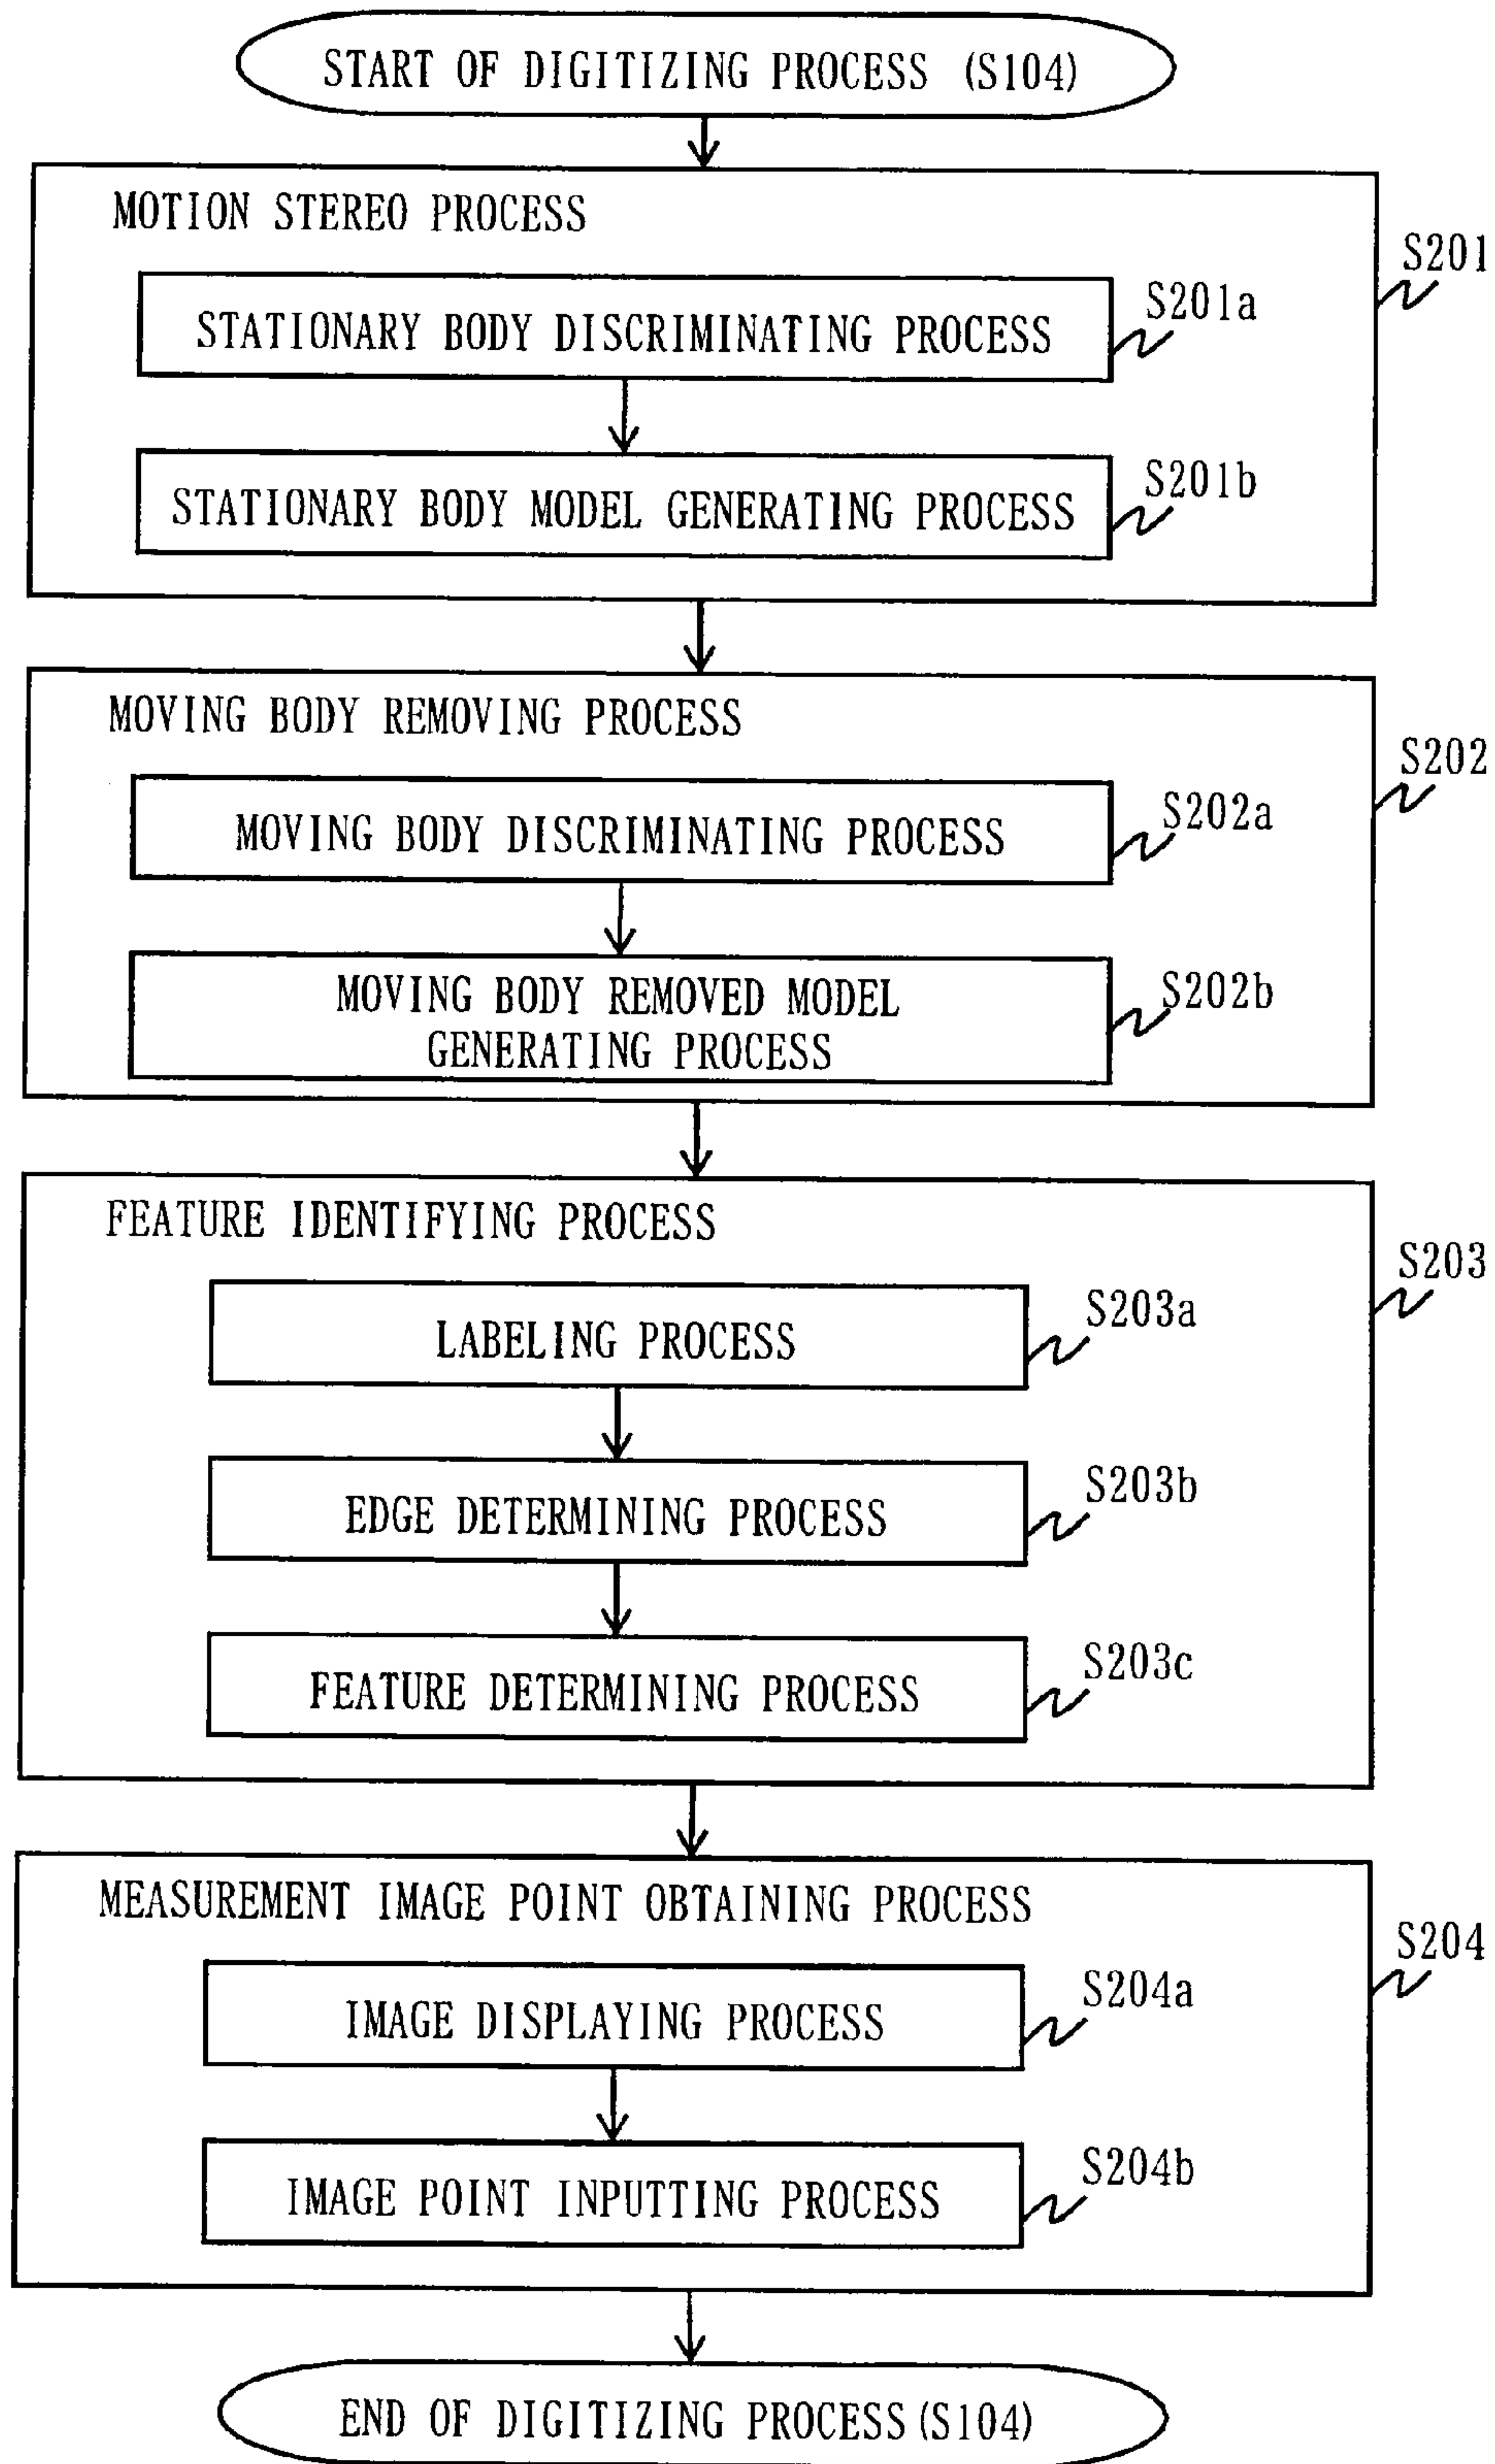 START OF DIGITIZING PROCESS (S104)
MOTION STEREO PROCESS
S201
S201a
STATIONARY BODY DISCRIMINATING PROCESS
S201b
STATIONARY BODY MODEL GENERATING PROCESS
MOVING BODY REMOVING PROCESS
S202
S202a
MOVING BODY DISCRIMINATING PROCESS
S202b
MOVING BODY REMOVED MODEL
GENERATING PROCESS
FEATURE IDENTIFYING PROCESS
S203
S203a
LABELING PROCESS
S203b
EDGE DETERMINING PROCESS
S203c
FEATURE DETERMINING PROCESS
MEASUREMENT IMAGE POINT OBTAINING PROCESS
S204
S204a
IMAGE DISPLAYING PROCESS
S204b
IMAGE POINT INPUTTING PROCESS
END OF DIGITIZING PROCESS(S104)